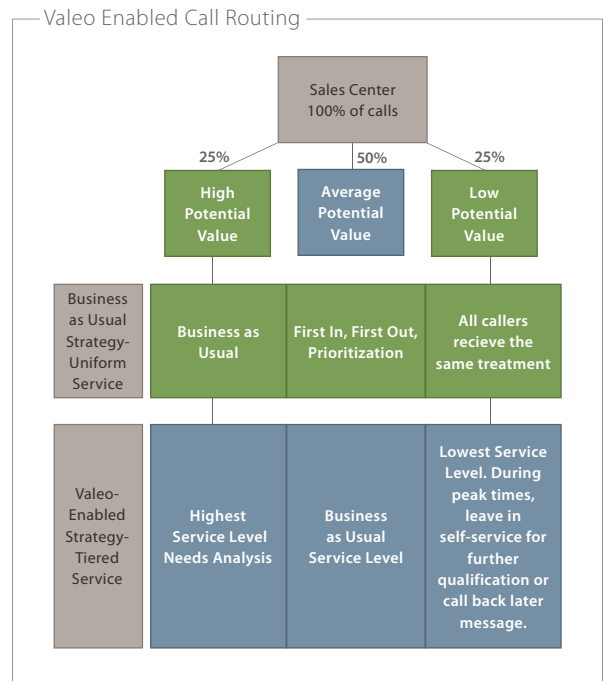 Valeo Enabled Call Routing
Sales Center
100% of calls
25%
50%
25%
High
Potential
Value
Average
Potential
Value
Low
Potential
Value
Business
as Usual
Strategy-
Uniform
Service
Business as
Usual
First In, First Out,
Prioritization
All callers
recieve the
same treatment
Valeo-
Enabled
Strategy-
Tiered
Service
Highest
Service Level
Needs Analysis
Business
as Usual
Service Level
Lowest Service
Level. During
peak times,
leave in
self-service for
further
qualification or
call back later
message.